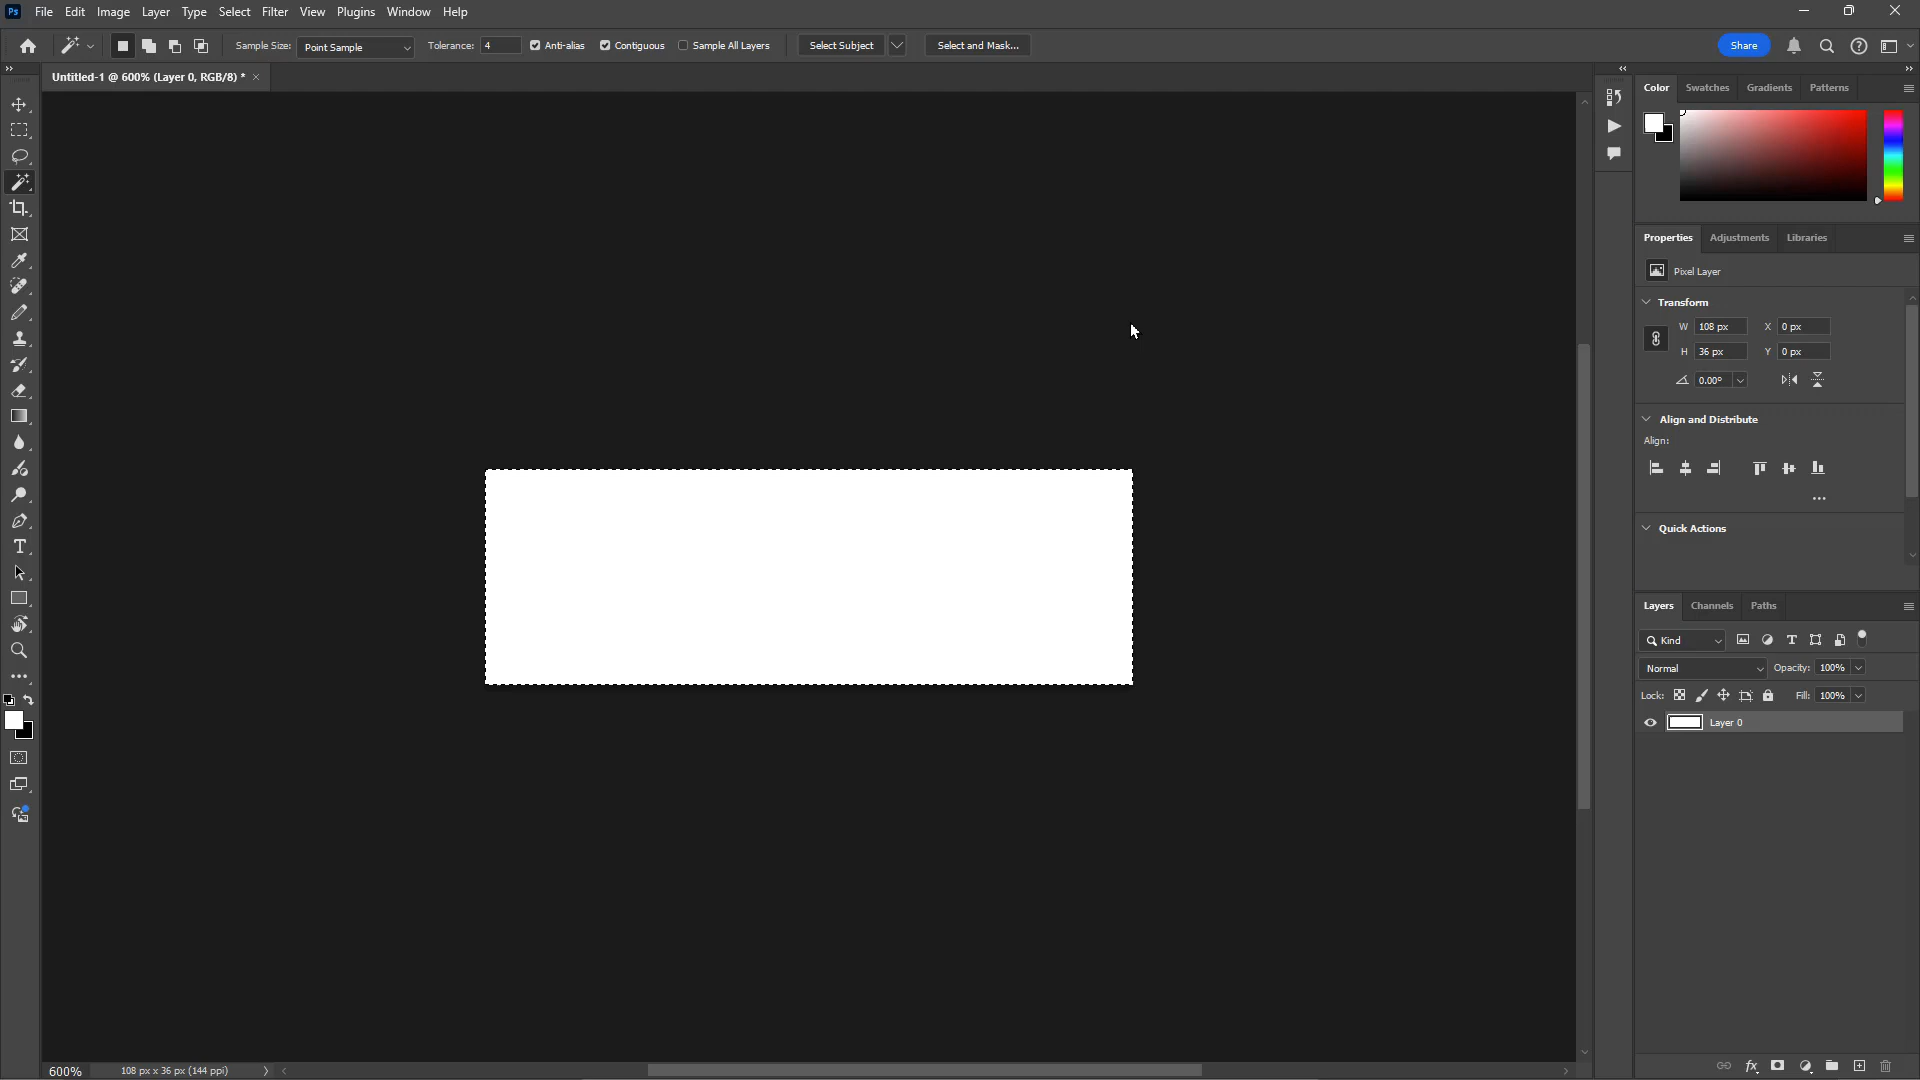 Ps File Edit Image Layer Type Select Filter View Plugins Window Help
Sample Size: Point Sample Tolerance: 4 Anti-alias Contiguous Sample All Layers Select Subject Select and Mask... Share
Untitled-1 @ 600% (Layer 0, RGB/8) *
Color Swatches Gradients Patterns
Properties Adjustments Libraries
Pixel Layer
Transform
W 108 px X 0 px
H 36 px Y 0 px
0.00°
Align and Distribute
Align:
Quick Actions
Layers Channels Paths
Kind
Normal Opacity: 100%
Lock: Fill: 100%
Layer 0
fx
600% 108 px x 36 px (144 ppi)